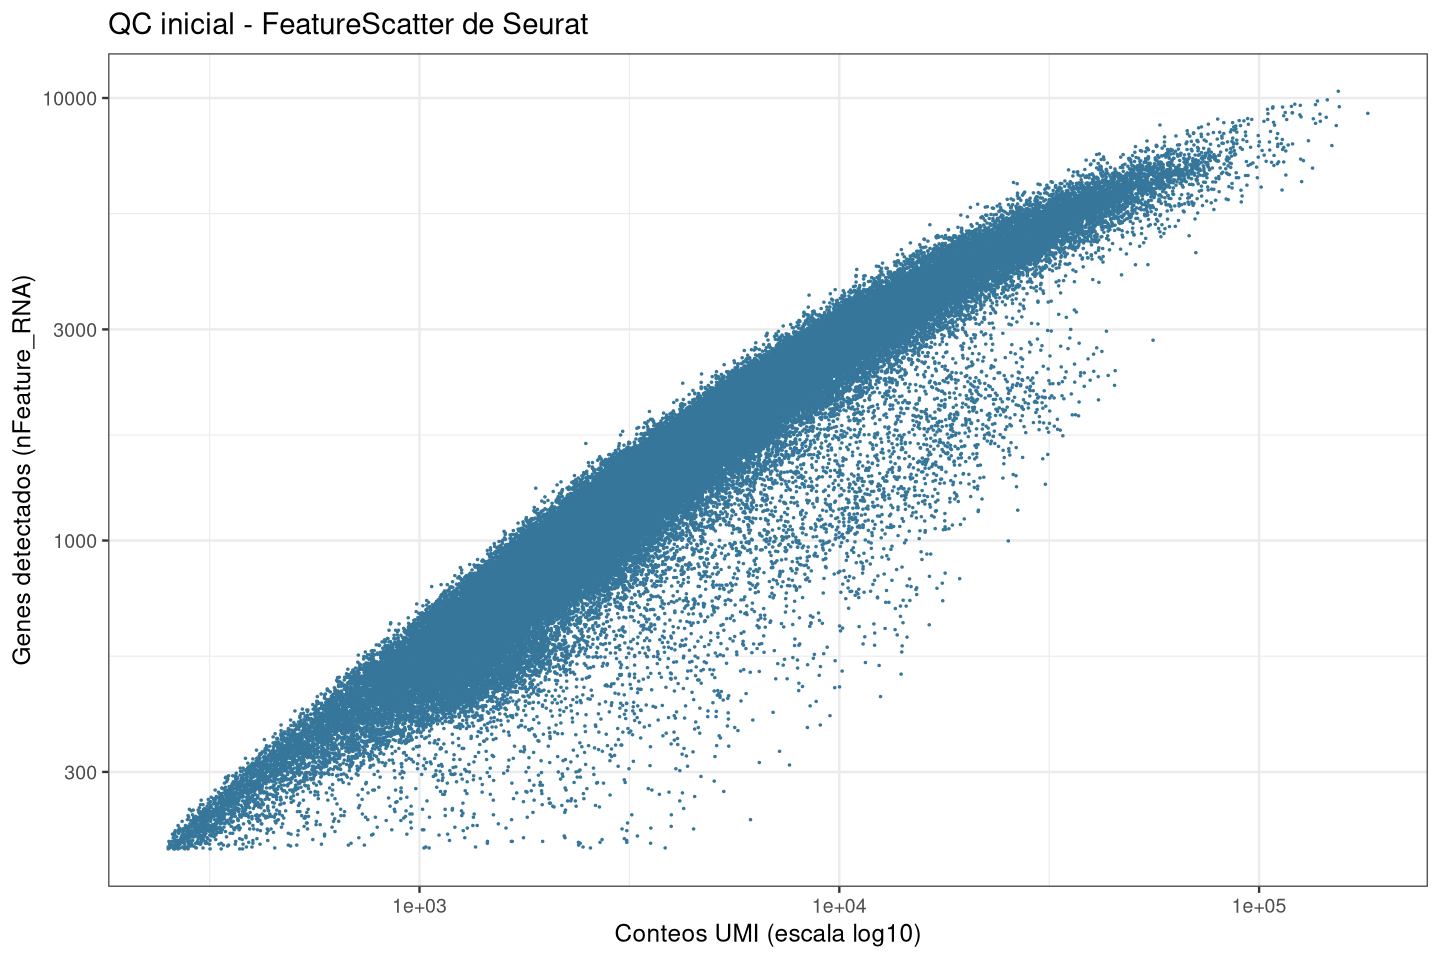 QC inicial - FeatureScatter de Seurat
Genes detectados (nFeature_RNA)
10000
3000
1000
300
1e+03
1e+04
1e+05
Conteos UMI (escala log10)